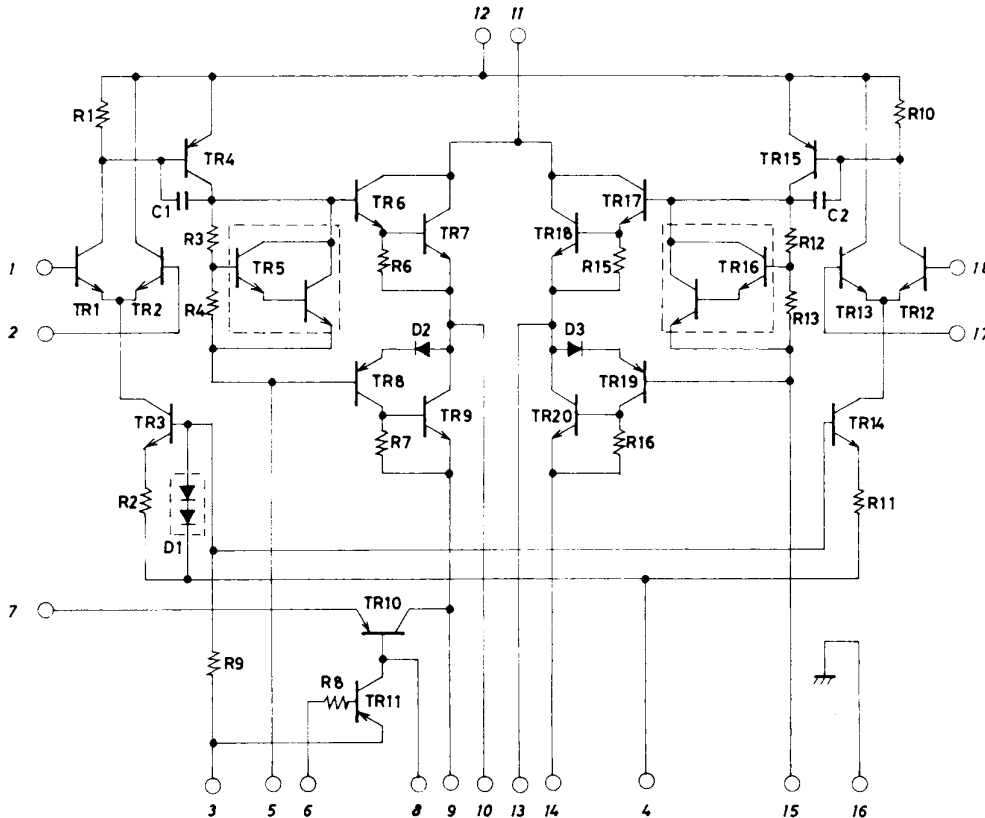 12 11
R1 R10
TR4 TR15
C1 TR6 TR17 C2
R3 TR7 TR18 R12
TR5 R6 R15 TR16
1 TR1 TR2 R4 R13 TR13 TR12 18
2 D2 D3 17
TR8 TR19
TR3 TR9 TR20 TR14
R7 R16
R2 D1 R11
7 TR10
R9 R8 TR11
3 5 6 8 9 10 13 14 4 15 16